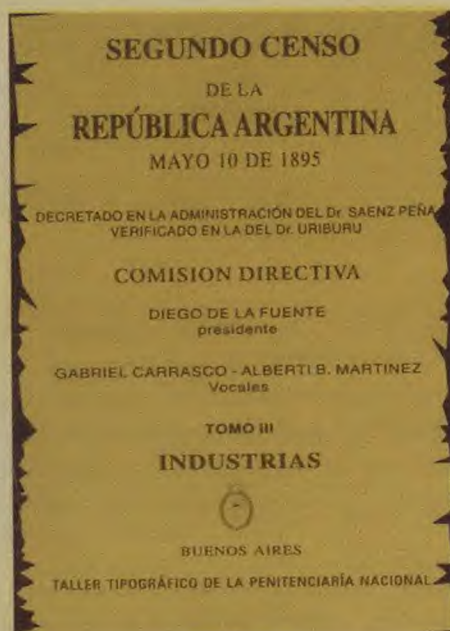 SEGUNDO CENSO
DE LA
REPÚBLICA ARGENTINA
MAYO 10 DE 1895
DECRETADO EN LA ADMINISTRACIÓN DEL Dr. SAENZ PEÑA
VERIFICADO EN LA DEL Dr. URIBURU
COMISION DIRECTIVA
DIEGO DE LA FUENTE
presidente
GABRIEL CARRASCO - ALBERTI B. MARTINEZ
Vocales
TOMO III
INDUSTRIAS
BUENOS AIRES
TALLER TIPOGRÁFICO DE LA PENITENCIARÍA NACIONAL